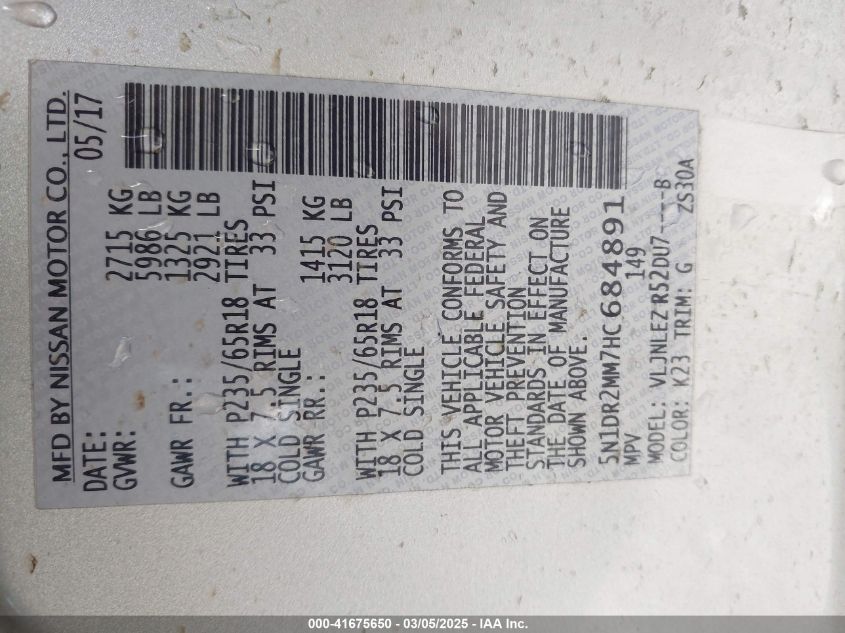 MFD BY NISSAN MOTOR CO., LTD.
DATE: 05/17
GVWR: 2715 KG
5986 LB
GAWR FR.: 1325 KG
2921 LB
WITH P235/65R18 TIRES
18 X 7.5 RIMS AT 33 PSI
COLD SINGLE
GAWR RR.: 1415 KG
3120 LB
WITH P235/65R18 TIRES
18 X 7.5 RIMS AT 33 PSI
COLD SINGLE
THIS VEHICLE CONFORMS TO
ALL APPLICABLE FEDERAL
MOTOR VEHICLE SAFETY AND
THEFT PREVENTION
STANDARDS IN EFFECT ON
THE DATE OF MANUFACTURE
SHOWN ABOVE.
5N1DR2MM7HC684891
MPV 149
MODEL: VLJNLEZ-R52DU7----B
COLOR: K23 TRIM: G ZS30A
000-41675650 - 03/05/2025 - IAA Inc.